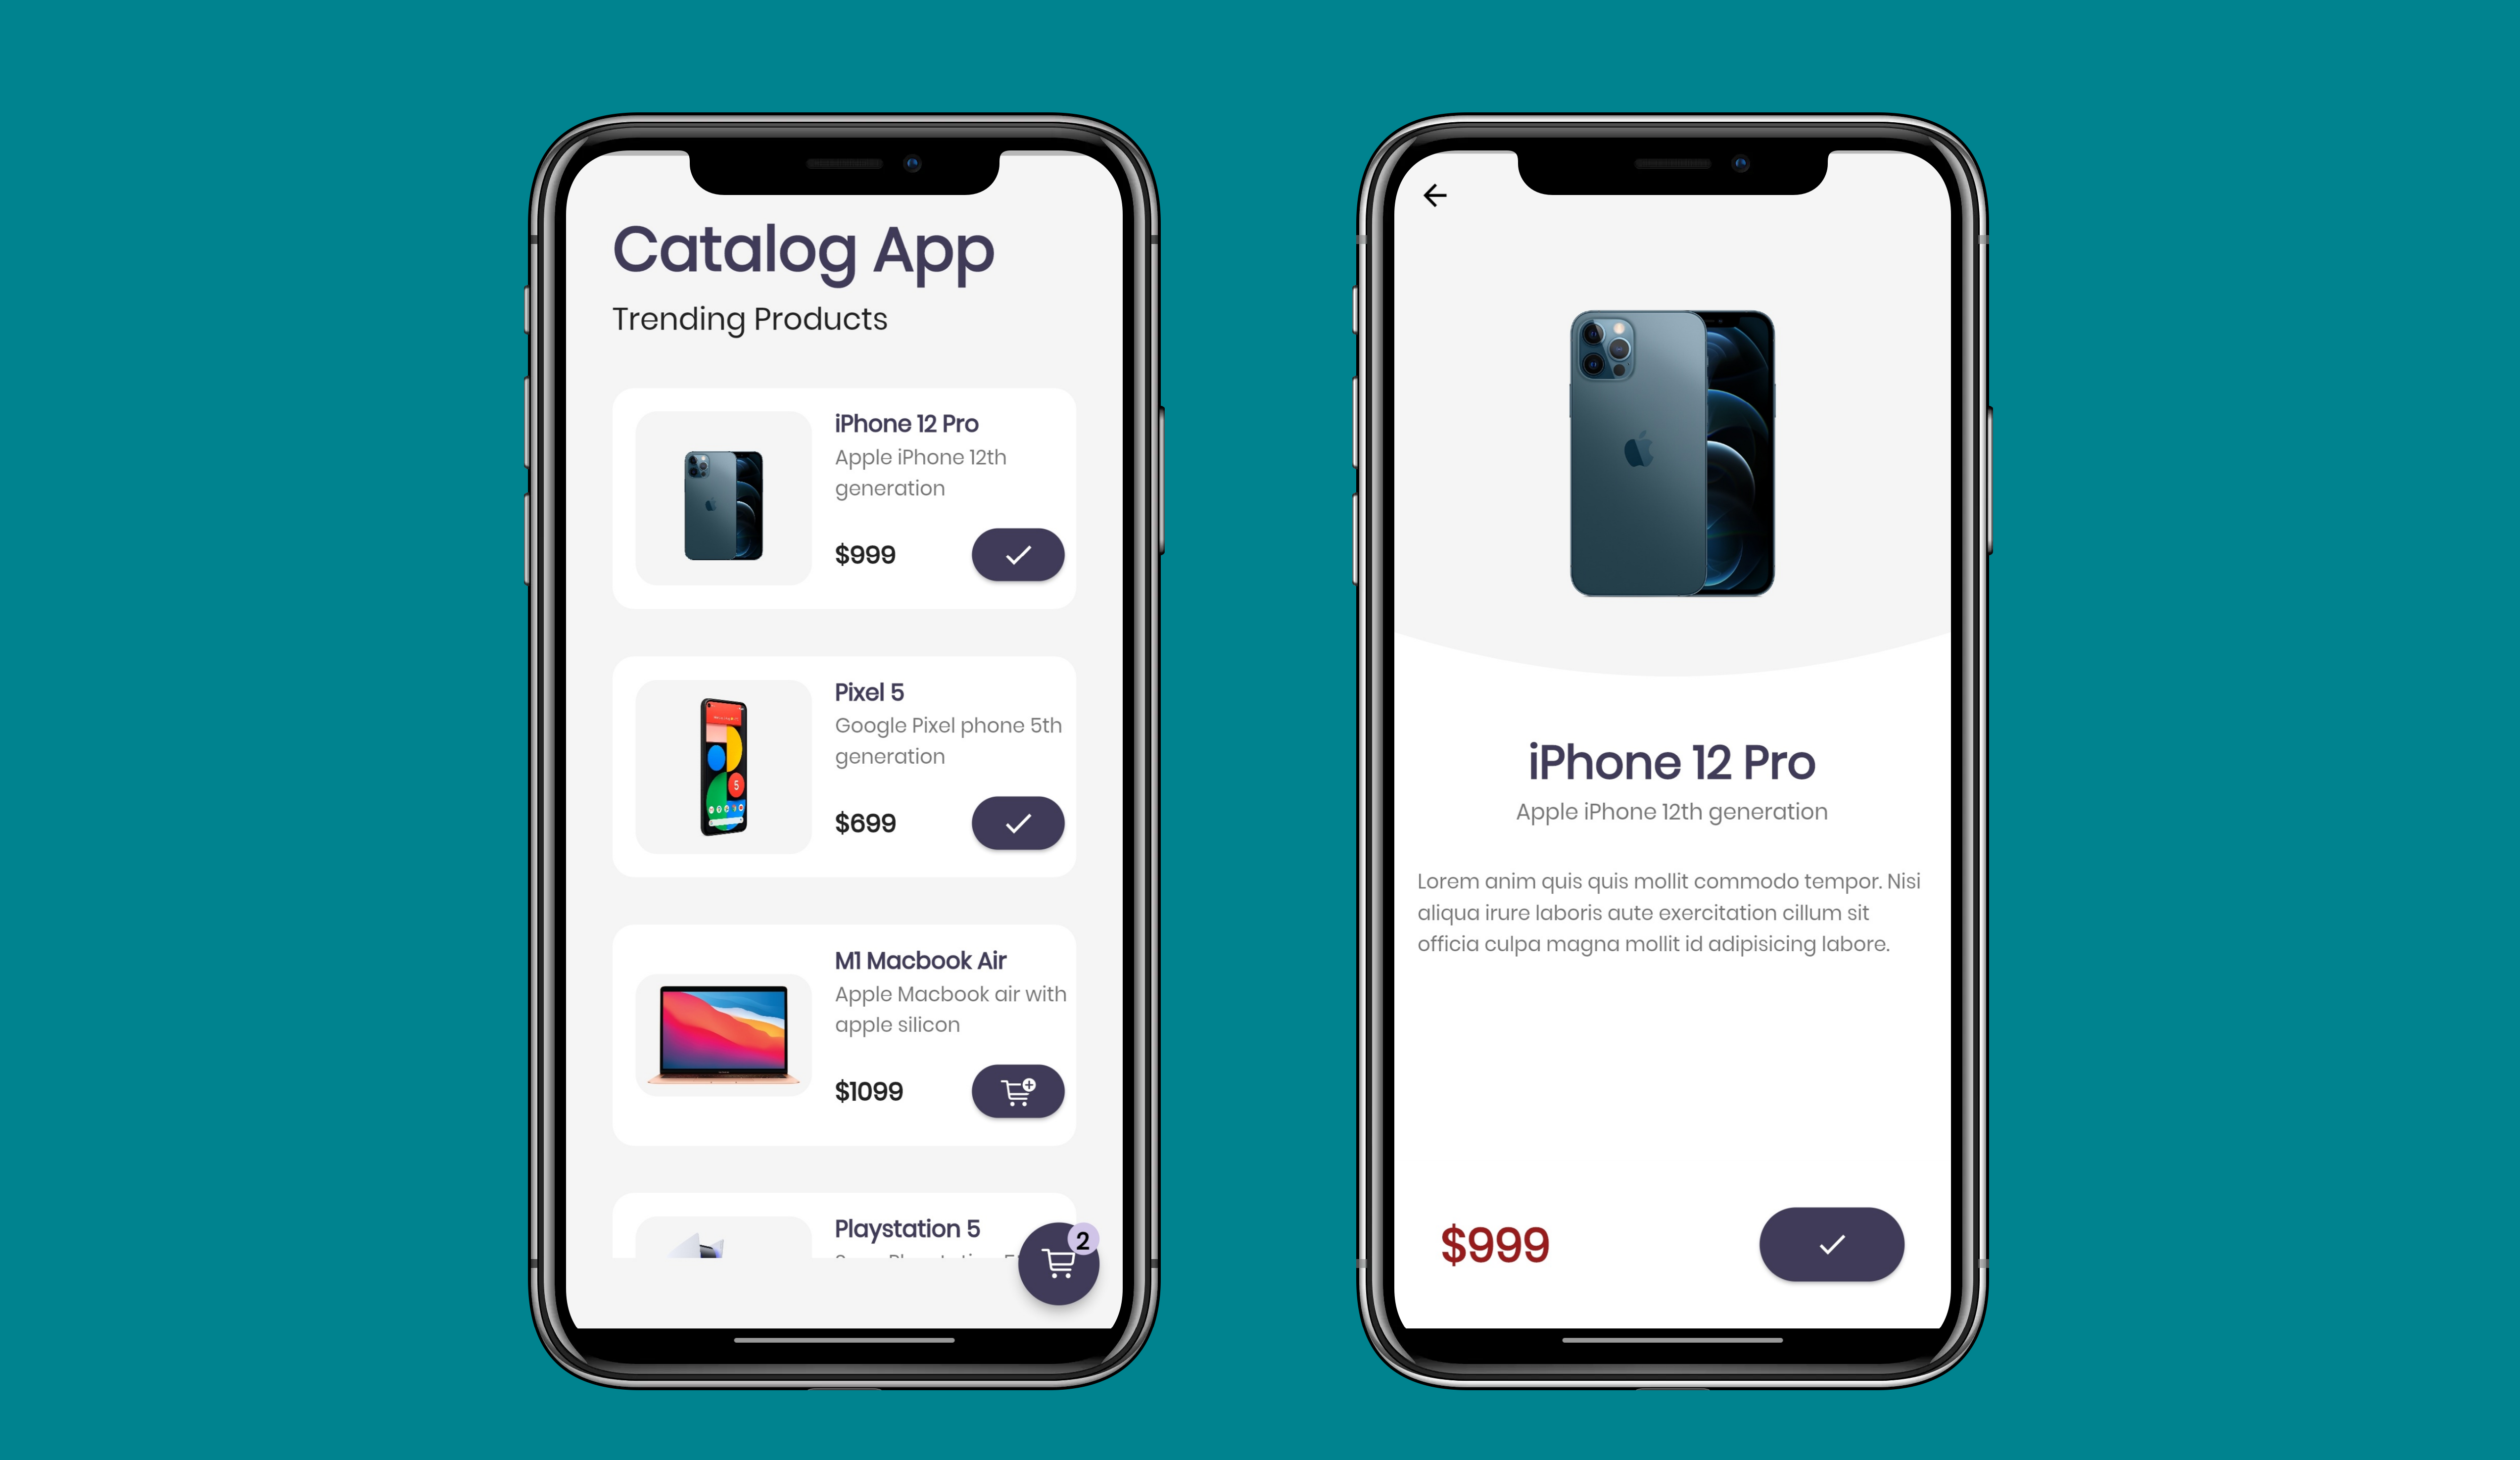 Catalog App
Trending Products
iPhone 12 Pro
Apple iPhone 12th
generation
$999
Pixel 5
Google Pixel phone 5th
generation
5
$699
M1 Macbook Air
Apple Macbook air with
apple silicon
$1099
Playstation 5
2
iPhone 12 Pro
Apple iPhone 12th generation
Lorem anim quis quis mollit commodo tempor. Nisi
aliqua irure laboris aute exercitation cillum sit
officia culpa magna mollit id adipisicing labore.
$999